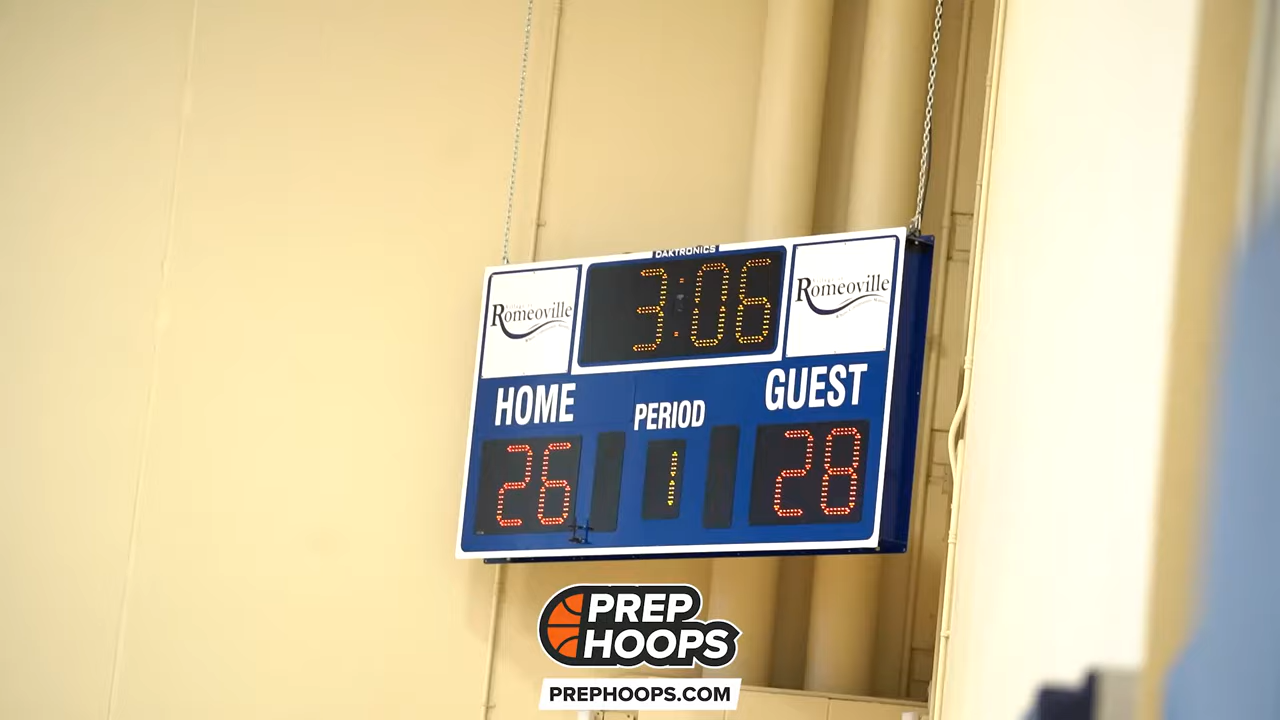 DAKTRONICS
3:06
Romeoville
Romeoville
HOME
PERIOD
GUEST
26
1
28
PREP
HOOPS
PREPHOOPS.COM